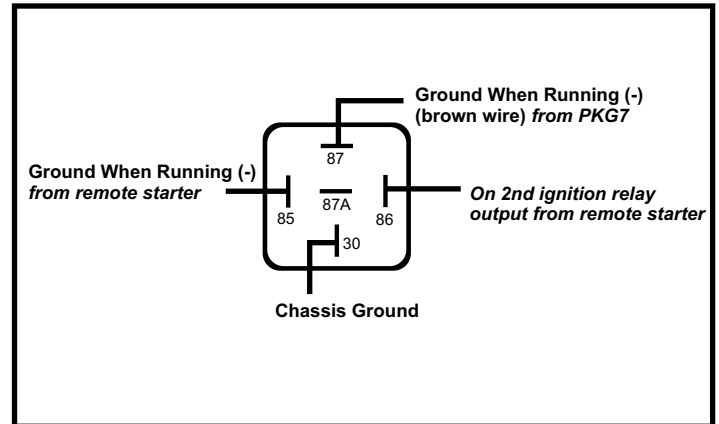 Ground When Running (-)
(brown wire) from PKG7
87
Ground When Running (-)
from remote starter
87A
85
86
On 2nd ignition relay
output from remote starter
30
Chassis Ground